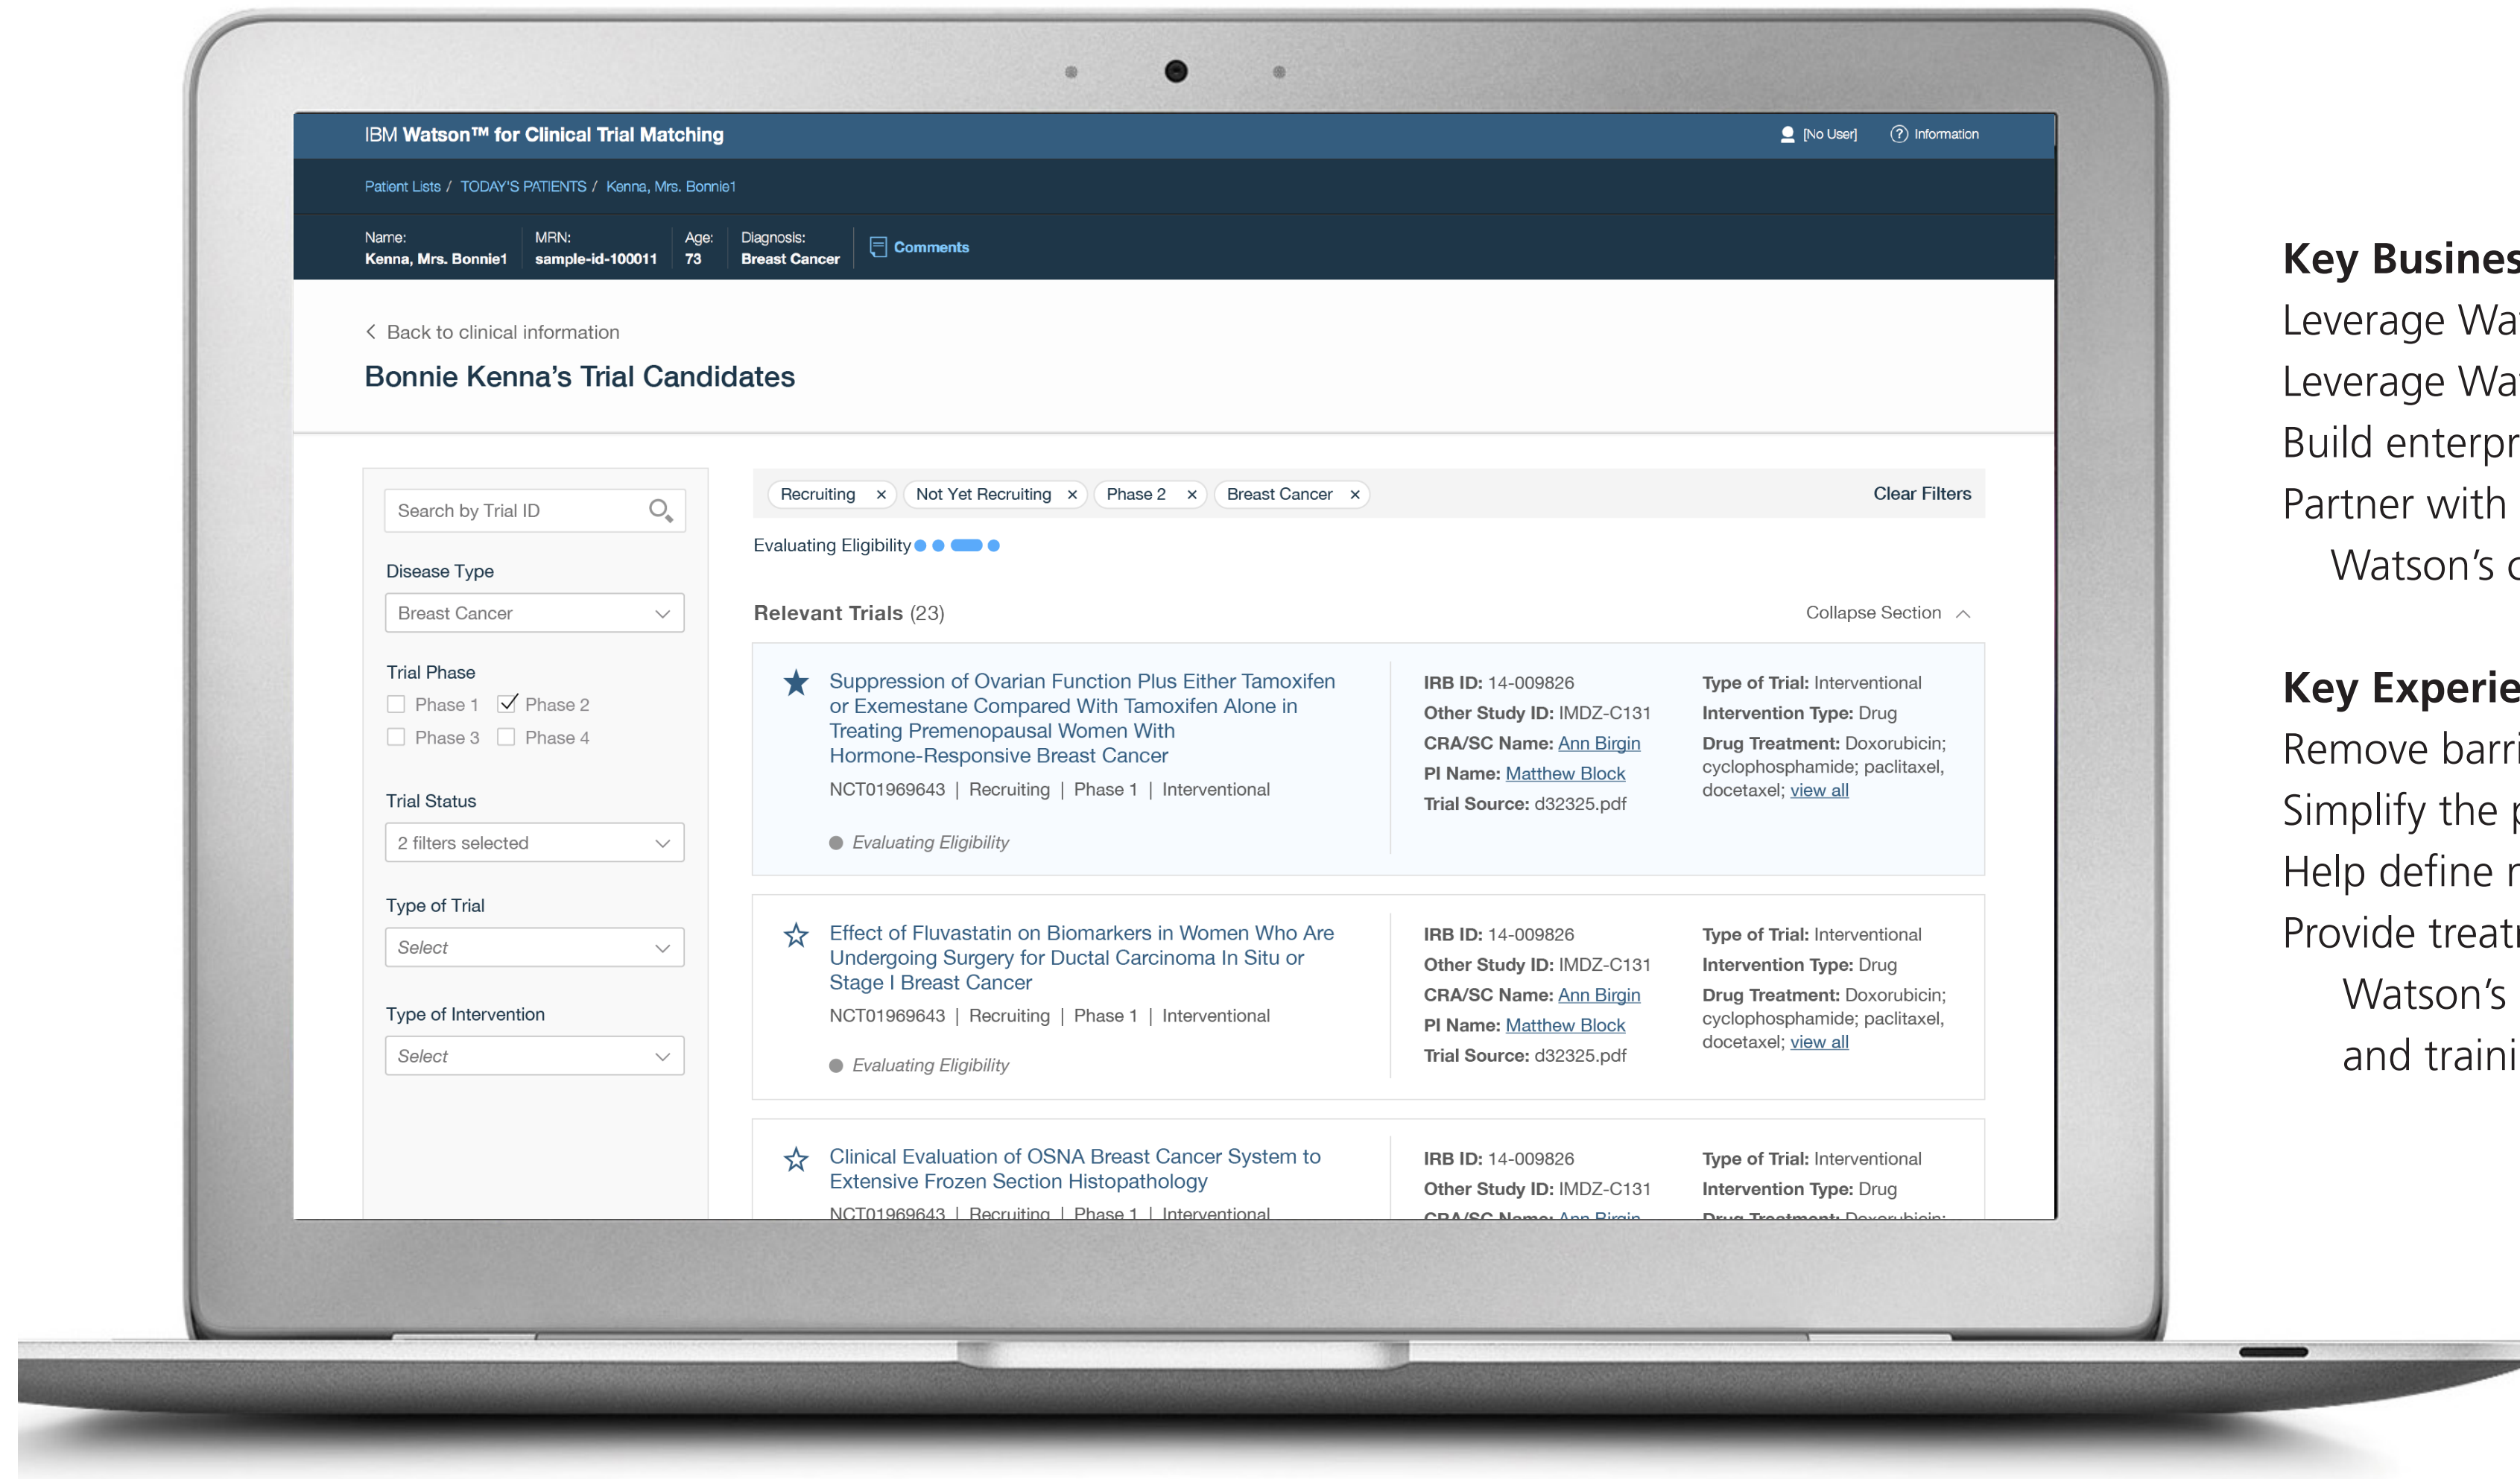 IBM Watson™ for Clinical Trial Matching
[No User]
? Information
Patient Lists / TODAY'S PATIENTS / Kenna, Mrs. Bonnie1
Name:
Kenna, Mrs. Bonnie1
MRN:
sample-id-100011
Age:
73
Diagnosis:
Breast Cancer
Comments
Back to clinical information
Bonnie Kenna's Trial Candidates
Search by Trial ID
Disease Type
Breast Cancer
Trial Phase
Phase 1
Phase 2
Phase 3
Phase 4
Trial Status
2 filters selected
Type of Trial
Select
Type of Intervention
Select
Recruiting ×
Not Yet Recruiting ×
Phase 2 ×
Breast Cancer ×
Clear Filters
Evaluating Eligibility
Relevant Trials (23)
Collapse Section
Suppression of Ovarian Function Plus Either Tamoxifen
or Exemestane Compared With Tamoxifen Alone in
Treating Premenopausal Women With
Hormone-Responsive Breast Cancer
NCT01969643 | Recruiting | Phase 1 | Interventional
Evaluating Eligibility
IRB ID: 14-009826
Other Study ID: IMDZ-C131
CRA/SC Name: Ann Birgin
PI Name: Matthew Block
Trial Source: d32325.pdf
Type of Trial: Interventional
Intervention Type: Drug
Drug Treatment: Doxorubicin;
cyclophosphamide; paclitaxel,
docetaxel; view all
Effect of Fluvastatin on Biomarkers in Women Who Are
Undergoing Surgery for Ductal Carcinoma In Situ or
Stage I Breast Cancer
NCT01969643 | Recruiting | Phase 1 | Interventional
Evaluating Eligibility
IRB ID: 14-009826
Other Study ID: IMDZ-C131
CRA/SC Name: Ann Birgin
PI Name: Matthew Block
Trial Source: d32325.pdf
Type of Trial: Interventional
Intervention Type: Drug
Drug Treatment: Doxorubicin;
cyclophosphamide; paclitaxel,
docetaxel; view all
Clinical Evaluation of OSNA Breast Cancer System to
Extensive Frozen Section Histopathology
NCT01969643 | Recruiting | Phase 1 | Interventional
IRB ID: 14-009826
Other Study ID: IMDZ-C131
CRA/SC Name: Ann Birgin
Type of Trial: Interventional
Intervention Type: Drug
Drug Treatment: Doxorubicin;
Key
Leverage
Leverage
Build
Partner with
Watson's
Key
Remove
Simplify the
Help define
Provide
Watson's
and